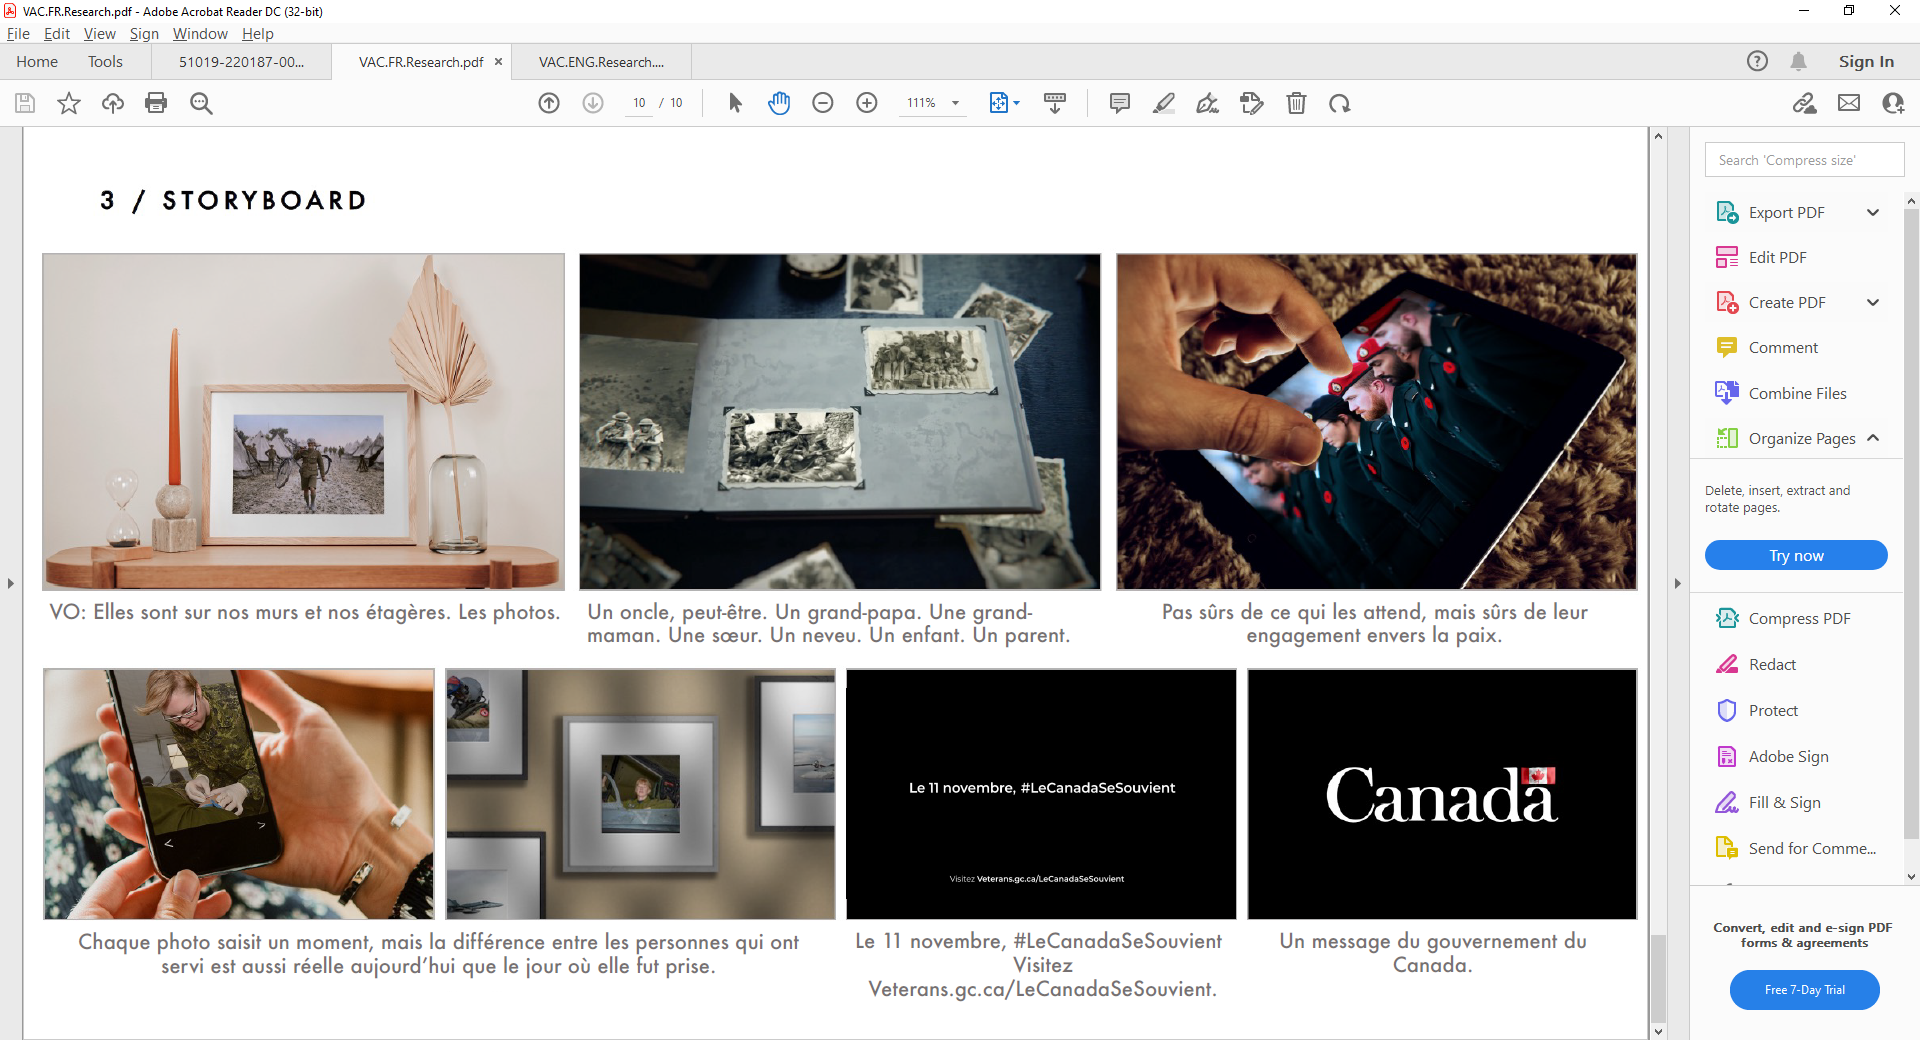 VAC.FR.Research.pdf - Adobe Acrobat Reader DC (32-bit)
File Edit View Sign Window Help
Home Tools 51019-220187-00... VAC.FR.Research.pdf × VAC.ENG.Research.... Sign In
10 / 10 111%
3 / STORYBOARD
VO: Elles sont sur nos murs et nos étagères. Les photos.
Un oncle, peut-être. Un grand-papa. Une grand-
maman. Une sœur. Un neveu. Un enfant. Un parent.
Pas sûrs de ce qui les attend, mais sûrs de leur
engagement envers la paix.
Chaque photo saisit un moment, mais la différence entre les personnes qui ont
servi est aussi réelle aujourd'hui que le jour où elle fut prise.
Le 11 novembre, #LeCanadaSeSouvient
Visitez Veterans.gc.ca/LeCanadaSeSouvient
Le 11 novembre, #LeCanadaSeSouvient
Visitez
Veterans.gc.ca/LeCanadaSeSouvient.
Canada
Un message du gouvernement du
Canada.
Search 'Compress size'
Export PDF
Edit PDF
Create PDF
Comment
Combine Files
Organize Pages
Delete, insert, extract and
rotate pages.
Try now
Compress PDF
Redact
Protect
Adobe Sign
Fill & Sign
Send for Comme...
Convert, edit and e-sign PDF
forms & agreements
Free 7-Day Trial